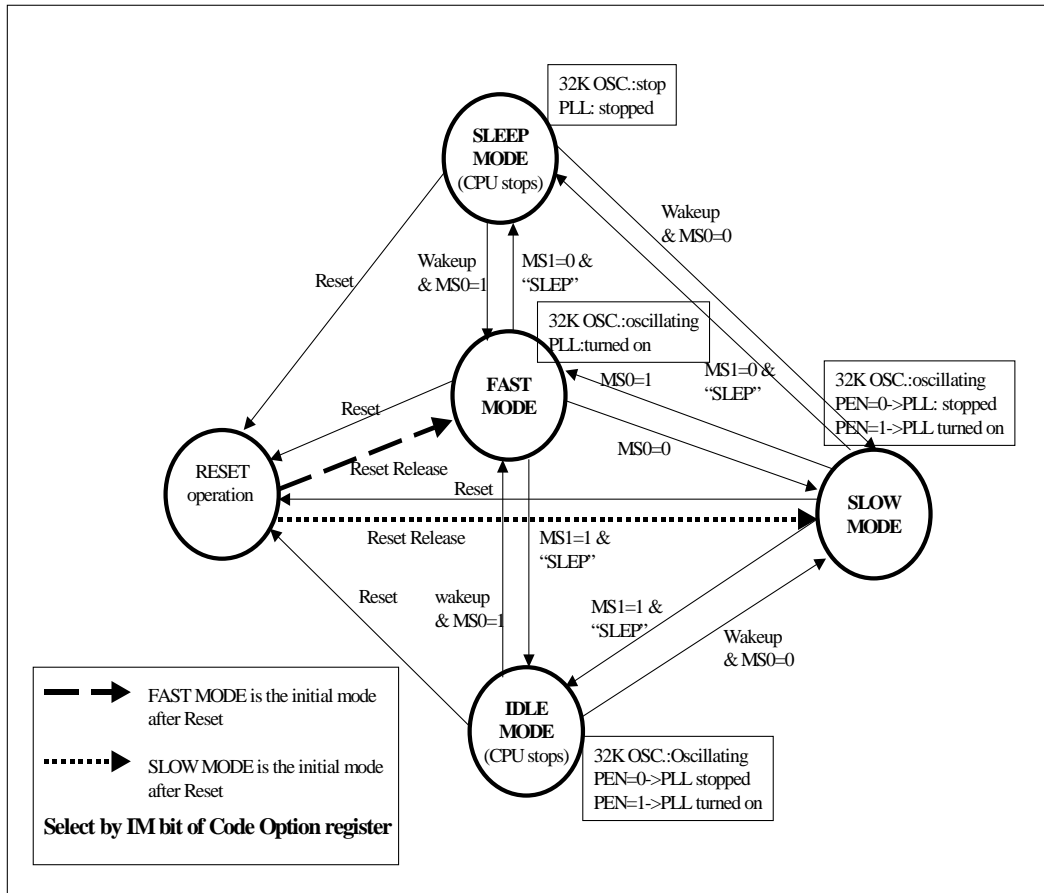 32K OSC.:stop
PLL: stopped
SLEEP
MODE
(CPU stops)
Wakeup
& MS0=0
Reset
Wakeup
& MS0=1
MS1=0 &
“SLEP”
32K OSC.:oscillating
PLL:turned on
MS1=0 &
“SLEP”
MS0=1
32K OSC.:oscillating
PEN=0->PLL: stopped
PEN=1->PLL turned on
FAST
MODE
Reset
MS0=0
RESET
operation
Reset Release
Reset
SLOW
MODE
Reset Release
MS1=1 &
“SLEP”
Reset
wakeup
& MS0=1
MS1=1 &
“SLEP”
Wakeup
& MS0=0
IDLE
MODE
(CPU stops)
32K OSC.:Oscillating
PEN=0->PLL stopped
PEN=1->PLL turned on
FAST MODE is the initial mode
after Reset
SLOW MODE is the initial mode
after Reset
Select by IM bit of Code Option register